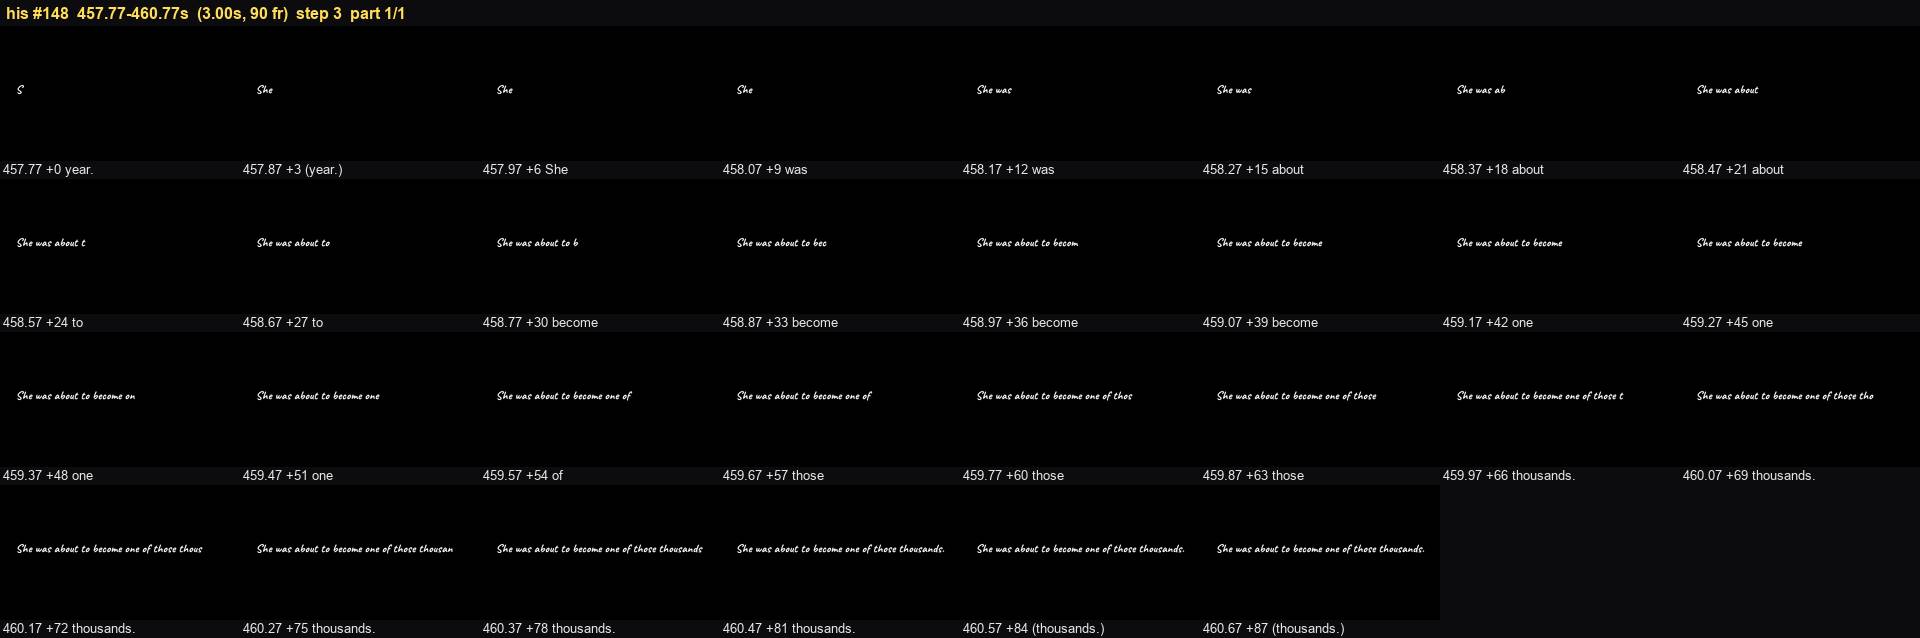 his #148 457.77-460.77s (3.00s, 90 fr) step 3 part 1/1
S She She She She was She was She was ab She was about
457.77 +0 year. 457.87 +3 (year.) 457.97 +6 She 458.07 +9 was 458.17 +12 was 458.27 +15 about 458.37 +18 about 458.47 +21 about
She was about t She was about to She was about to b She was about to bec She was about to becom She was about to become She was about to become She was about to become
458.57 +24 to 458.67 +27 to 458.77 +30 become 458.87 +33 become 458.97 +36 become 459.07 +39 become 459.17 +42 one 459.27 +45 one
She was about to become on She was about to become one She was about to become one of She was about to become one of She was about to become one of thos She was about to become one of those She was about to become one of those t She was about to become one of those tho
459.37 +48 one 459.47 +51 one 459.57 +54 of 459.67 +57 those 459.77 +60 those 459.87 +63 those 459.97 +66 thousands. 460.07 +69 thousands.
She was about to become one of those thous She was about to become one of those thousan She was about to become one of those thousands She was about to become one of those thousands. She was about to become one of those thousands. She was about to become one of those thousands.
460.17 +72 thousands. 460.27 +75 thousands. 460.37 +78 thousands. 460.47 +81 thousands. 460.57 +84 (thousands.) 460.67 +87 (thousands.)